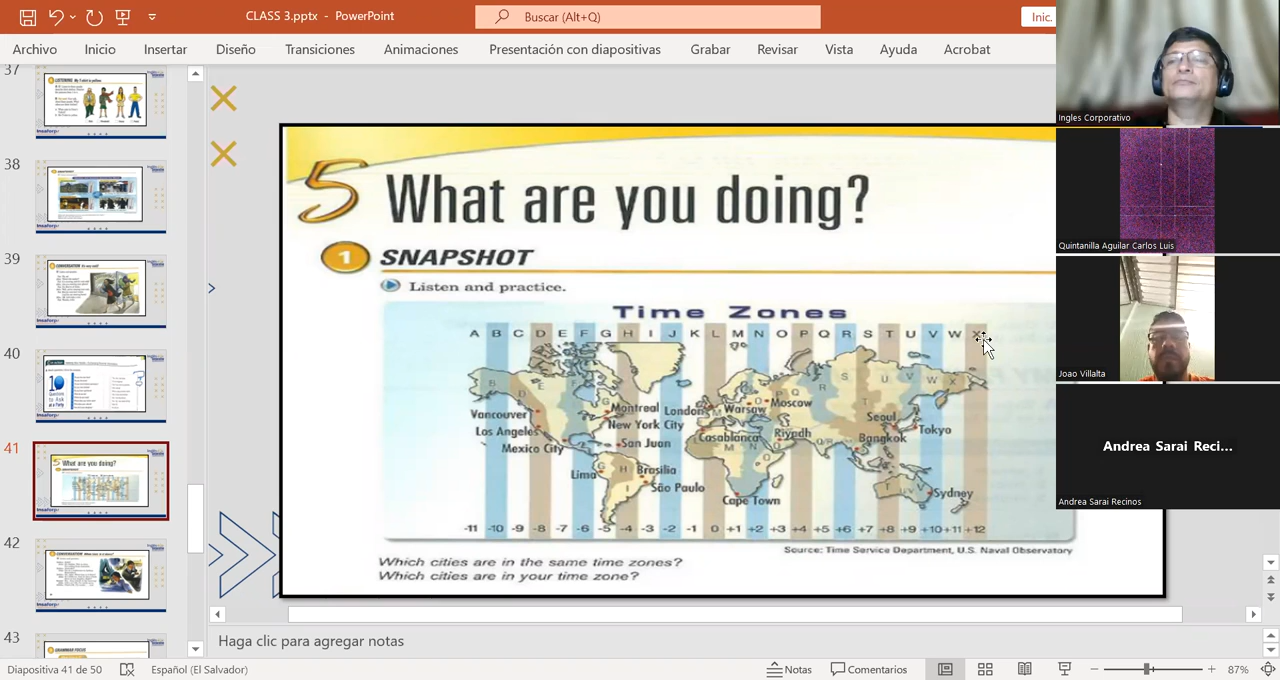 CLASS 3.pptx - PowerPoint
Buscar (Alt+Q)
Inic.
Archivo Inicio Insertar Diseño Transiciones Animaciones Presentación con diapositivas Grabar Revisar Vista Ayuda Acrobat
37
38
39
40
41
42
43
5 What are you doing?
1 SNAPSHOT
Listen and practice.
Time Zones
A B C D E F G H I J K L M N O P Q R S T U V W X
Vancouver
Los Angeles
Mexico City
Montreal
New York City
San Juan
Lima
Brasilia
São Paulo
London
Warsaw
Moscow
Casablanca
Riyadh
Cape Town
Seoul
Bangkok
Tokyo
Sydney
-11 -10 -9 -8 -7 -6 -5 -4 -3 -2 -1 0 +1 +2 +3 +4 +5 +6 +7 +8 +9 +10 +11 +12
Source: Time Service Department, U.S. Naval Observatory
Which cities are in the same time zones?
Which cities are in your time zone?
Ingles Corporativo
Quintanilla Aguilar Carlos Luis
Joao Villalta
Andrea Sarai Reci...
Andrea Sarai Recinos
Haga clic para agregar notas
Diapositiva 41 de 50 Español (El Salvador) Notas Comentarios 87%